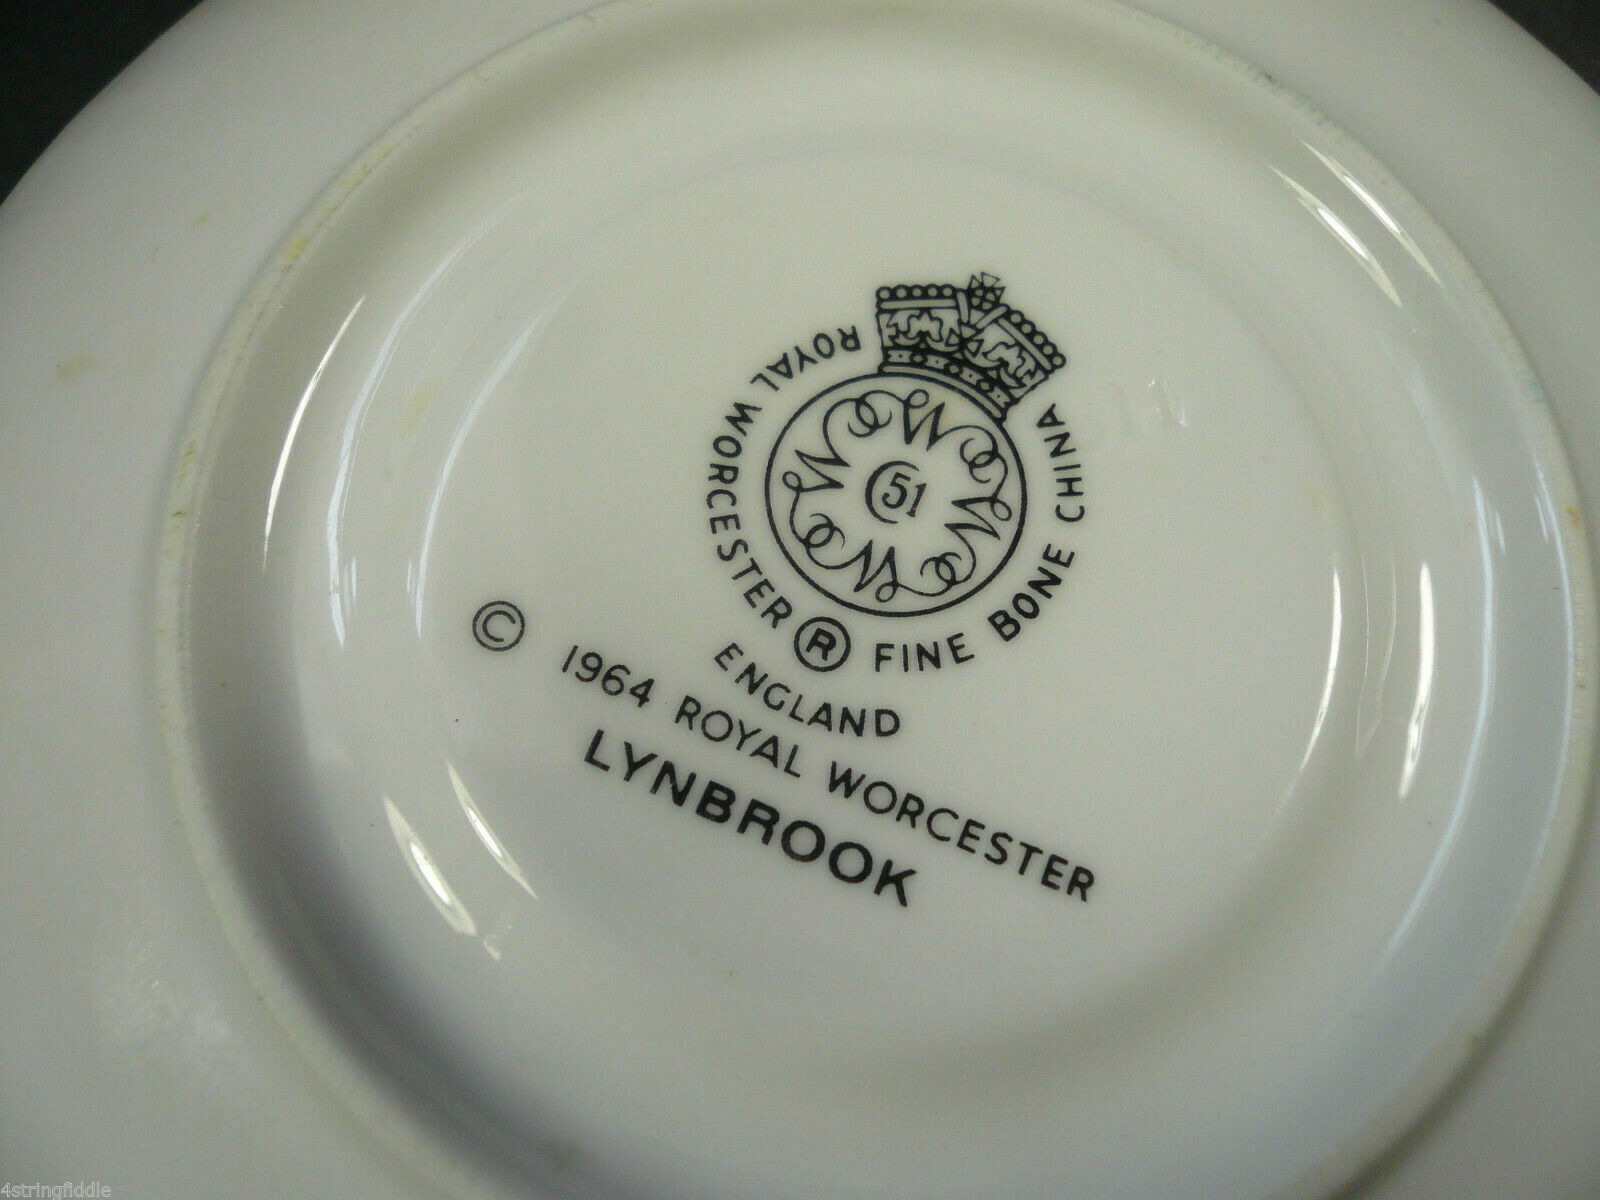 ROYAL WORCESTER ® FINE BONE CHINA
51
ENGLAND
© 1964 ROYAL WORCESTER
LYNBROOK
4stringfiddle